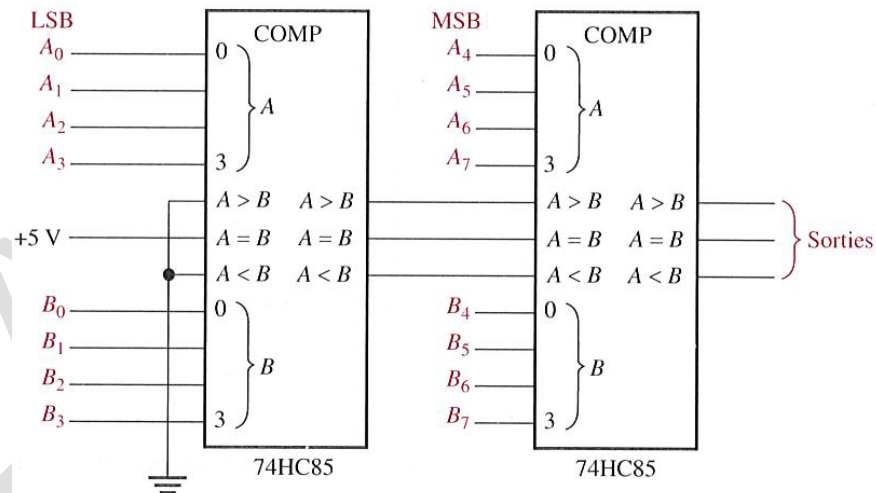 LSB
A₀
A₁
A₂
A₃
COMP
0
A
3
A > B A > B
+5 V
A = B A = B
A < B A < B
B₀
B₁
B₂
B₃
0
B
3
74HC85
MSB
A₄
A₅
A₆
A₇
COMP
0
A
3
A > B A > B
A = B A = B
A < B A < B
Sorties
B₄
B₅
B₆
B₇
0
B
3
74HC85